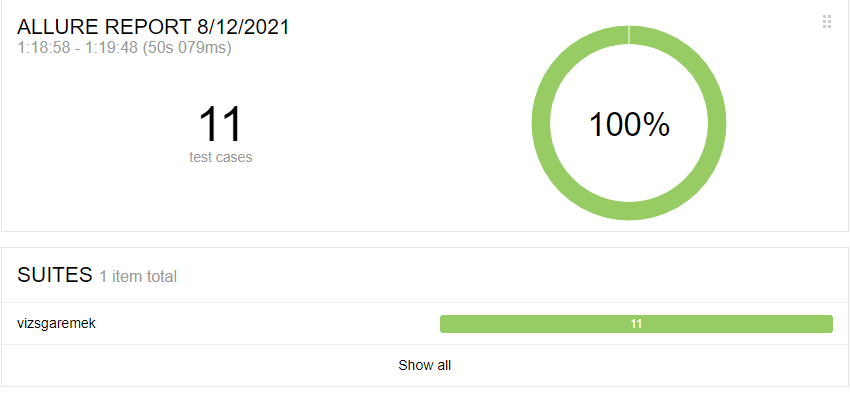 ALLURE REPORT 8/12/2021
1:18:58 - 1:19:48 (50s 079ms)
11
test cases
100%
SUITES 1 item total
vizsgaremek 11
Show all